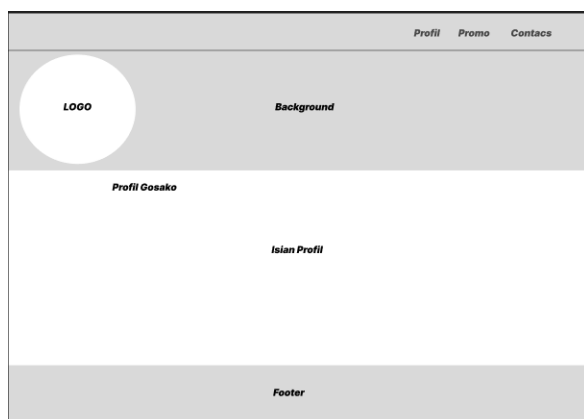 Profil Promo Contacs
LOGO
Background
Profil Gosako
Isian Profil
Footer